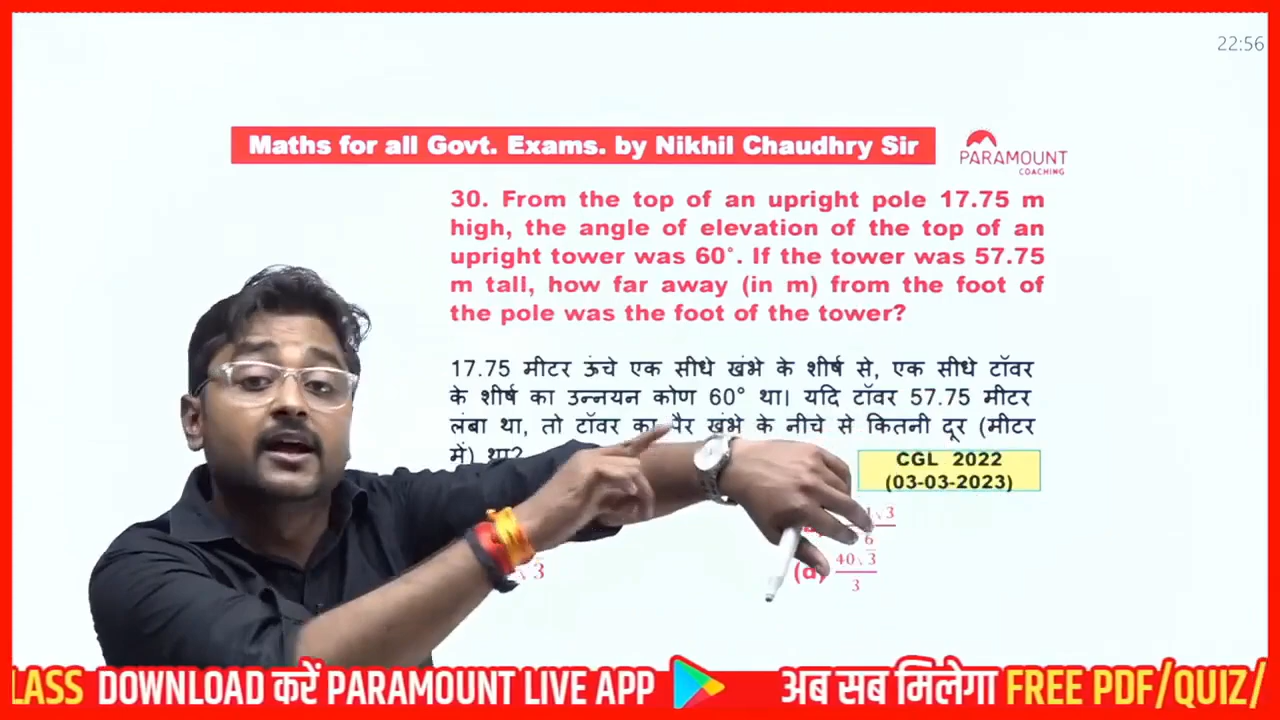 22:56
Maths for all Govt. Exams. by Nikhil Chaudhry Sir
PARAMOUNT
COACHING
30. From the top of an upright pole 17.75 m
high, the angle of elevation of the top of an
upright tower was 60°. If the tower was 57.75
m tall, how far away (in m) from the foot of
the pole was the foot of the tower?
17.75 मीटर ऊंचे एक सीधे खंभे के शीर्ष से, एक सीधे टॉवर
के शीर्ष का उन्नयन कोण 60° था। यदि टॉवर 57.75 मीटर
लंबा था, तो टॉवर का पैर खंभे के नीचे से कितनी दूर (मीटर
में) था?
CGL 2022
(03-03-2023)
√3
6
√3
(d) 40√3
3
LASS DOWNLOAD करें PARAMOUNT LIVE APP अब सब मिलेगा FREE PDF/QUIZ/